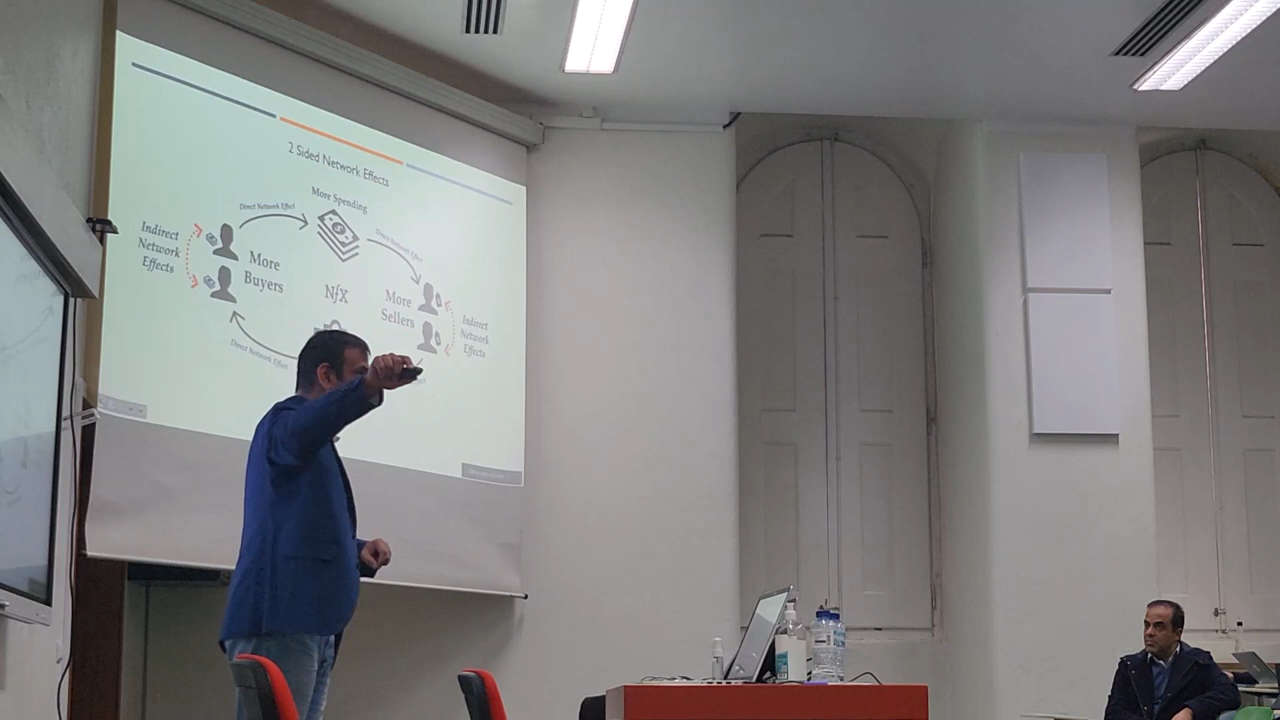 2 Sided Network Effects
More Spending
Direct Network Effect
Direct Network Effect
Indirect
Network
Effects
More
Buyers
NfX
More
Sellers
Indirect
Network
Effects
Direct Network Effect